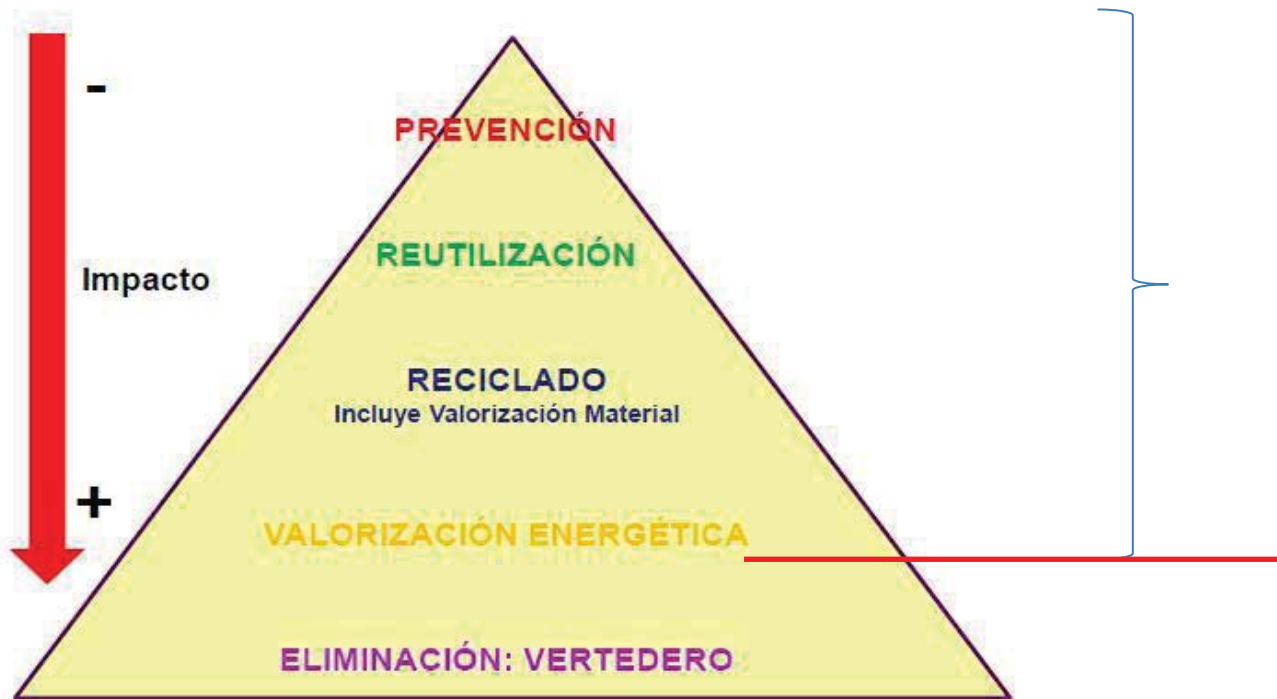 -
PREVENCIÓN
REUTILIZACIÓN
Impacto
RECICLADO
Incluye Valorización Material
+
VALORIZACIÓN ENERGÉTICA
ELIMINACIÓN: VERTEDERO